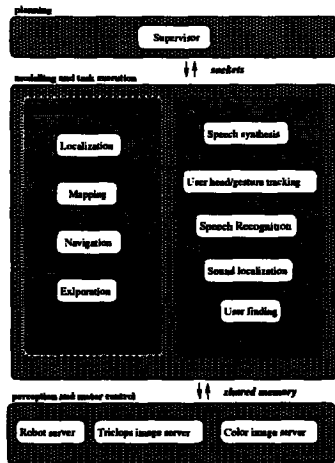 planning
Supervisor
sockets
modelling and task execution
Localization
Mapping
Navigation
Exlporation
Speech synthesis
User head/gesture tracking
Speech Recognition
Sound localization
User finding
shared memory
perception and motor control
Robot server
Triclops image server
Color image server